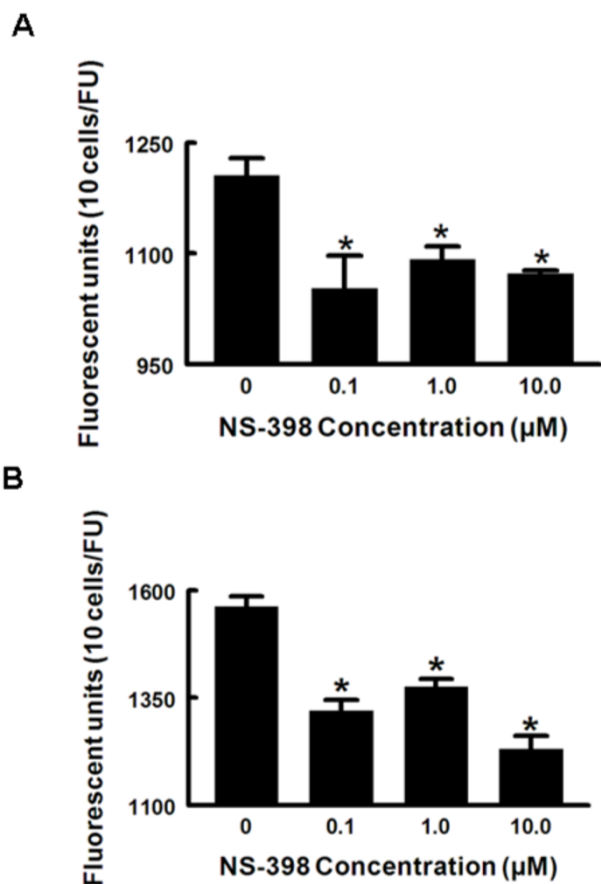 A
Fluorescent units (10 cells/FU)
1250
1100
950
*
*
*
0 0.1 1.0 10.0
NS-398 Concentration (µM)
B
Fluorescent units (10 cells/FU)
1600
1350
1100
*
*
*
0 0.1 1.0 10.0
NS-398 Concentration (µM)